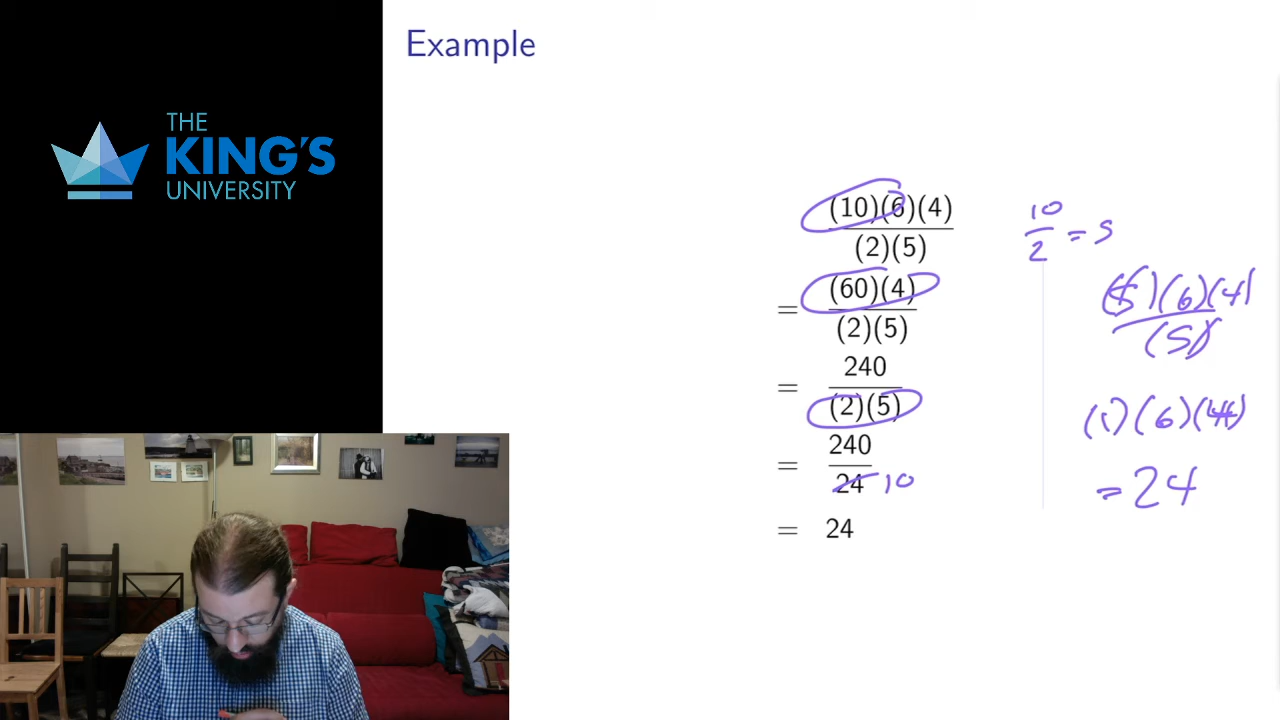 THE
KING'S
UNIVERSITY
Example
(10)(6)(4)
(2)(5)
= (60)(4)
(2)(5)
= 240
(2)(5)
= 240
24 10
= 24
10
2 = 5
(5)(6)(4)
(5)
(1)(6)(4)
= 24